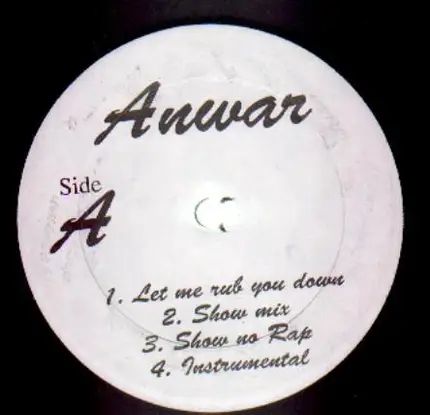 Anwar
Side
A
1. Let me rub you down
2. Show mix
3. Show no Rap
4. Instrumental